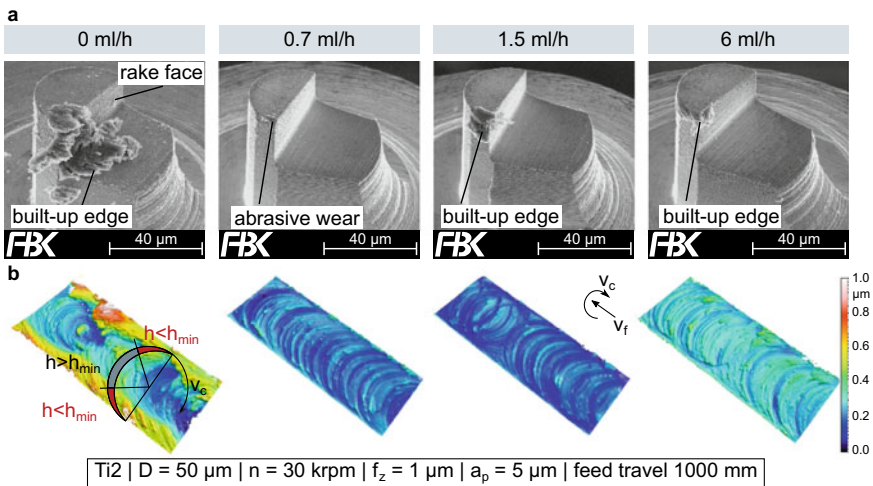 a
0 ml/h
0.7 ml/h
1.5 ml/h
6 ml/h
rake face
built-up edge
abrasive wear
built-up edge
built-up edge
FBK
40 µm
FBK
40 µm
FBK
40 µm
FBK
40 µm
b
h<hmin
h>hmin
h<hmin
vc
vc
vf
1.0
µm
0.8
0.6
0.4
0.2
0.0
Ti2 | D = 50 µm | n = 30 krpm | fz = 1 µm | ap = 5 µm | feed travel 1000 mm